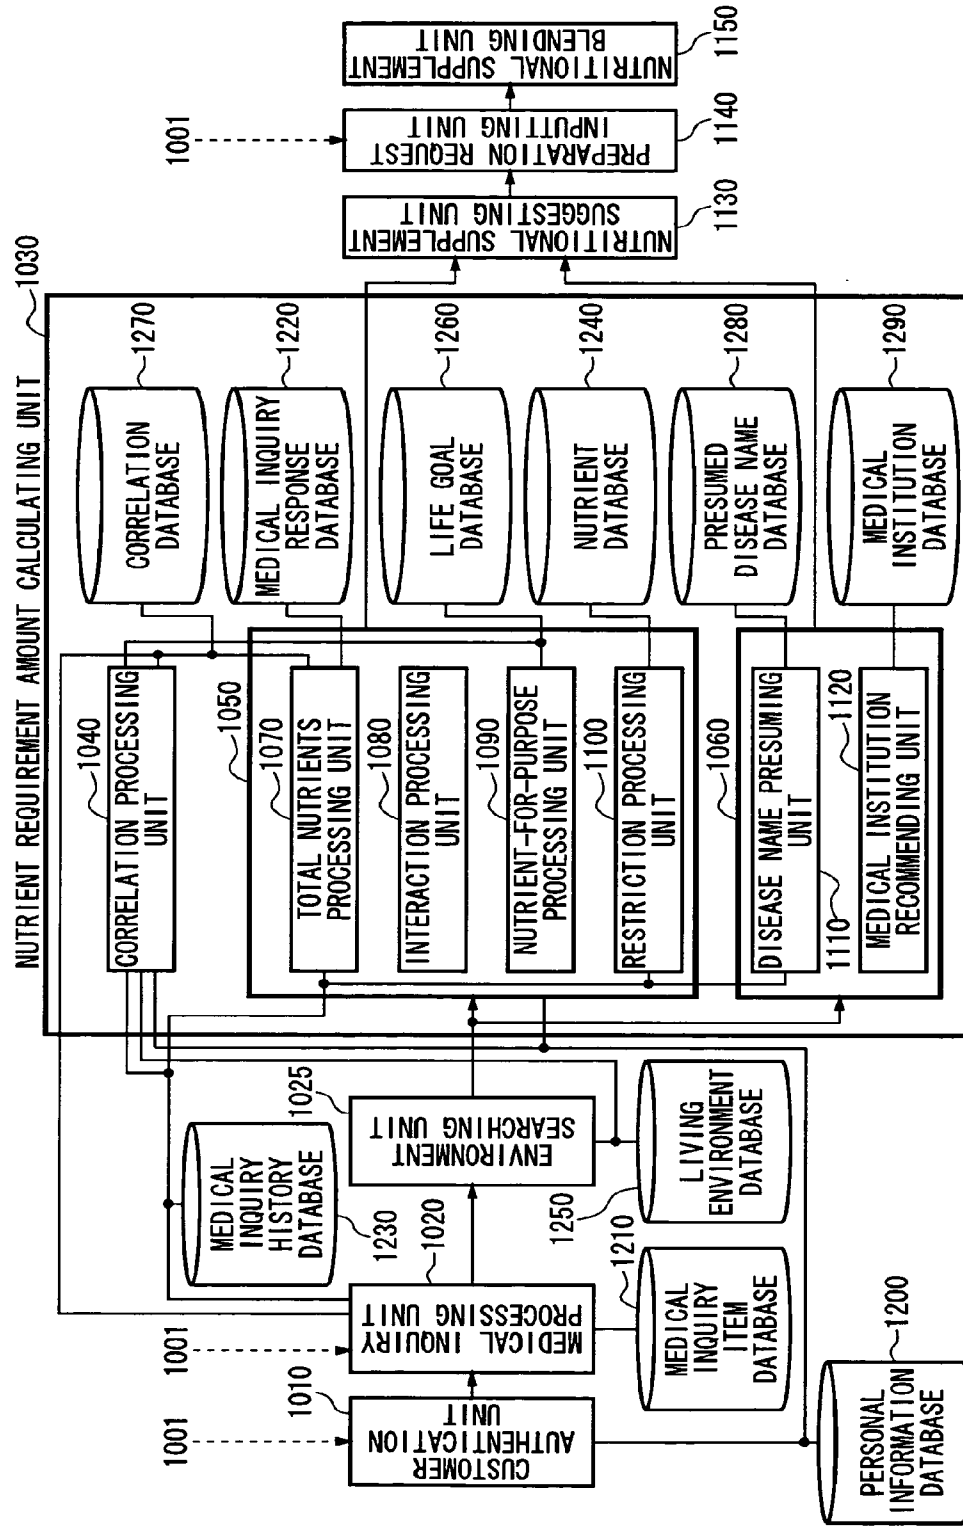 NUTRIENT REQUIREMENT AMOUNT CALCULATING UNIT
1030
1001
1010
CUSTOMER
AUTHENTICATION
UNIT
1001
1020
MEDICAL INQUIRY
PROCESSING UNIT
MEDICAL
INQUIRY
HISTORY
DATABASE
1230
1025
ENVIRONMENT
SEARCHING UNIT
1210
MEDICAL
INQUIRY
ITEM
DATABASE
1250
LIVING
ENVIRONMENT
DATABASE
PERSONAL
INFORMATION
DATABASE
1200
1040
CORRELATION PROCESSING
UNIT
1050
1070
TOTAL NUTRIENTS
PROCESSING UNIT
1080
INTERACTION PROCESSING
UNIT
1090
NUTRIENT-FOR-PURPOSE
PROCESSING UNIT
1100
RESTRICTION PROCESSING
UNIT
1060
DISEASE NAME PRESUMING
UNIT
1110
1120
MEDICAL INSTITUTION
RECOMMENDING UNIT
CORRELATION
DATABASE
1270
MEDICAL INQUIRY
RESPONSE
DATABASE
1220
LIFE GOAL
DATABASE
1260
NUTRIENT
DATABASE
1240
PRESUMED
DISEASE NAME
DATABASE
1280
MEDICAL
INSTITUTION
DATABASE
1290
NUTRITIONAL SUPPLEMENT
SUGGESTING UNIT
1130
1001
PREPARATION REQUEST
INPUTTING UNIT
1140
NUTRITIONAL SUPPLEMENT
BLENDING UNIT
1150